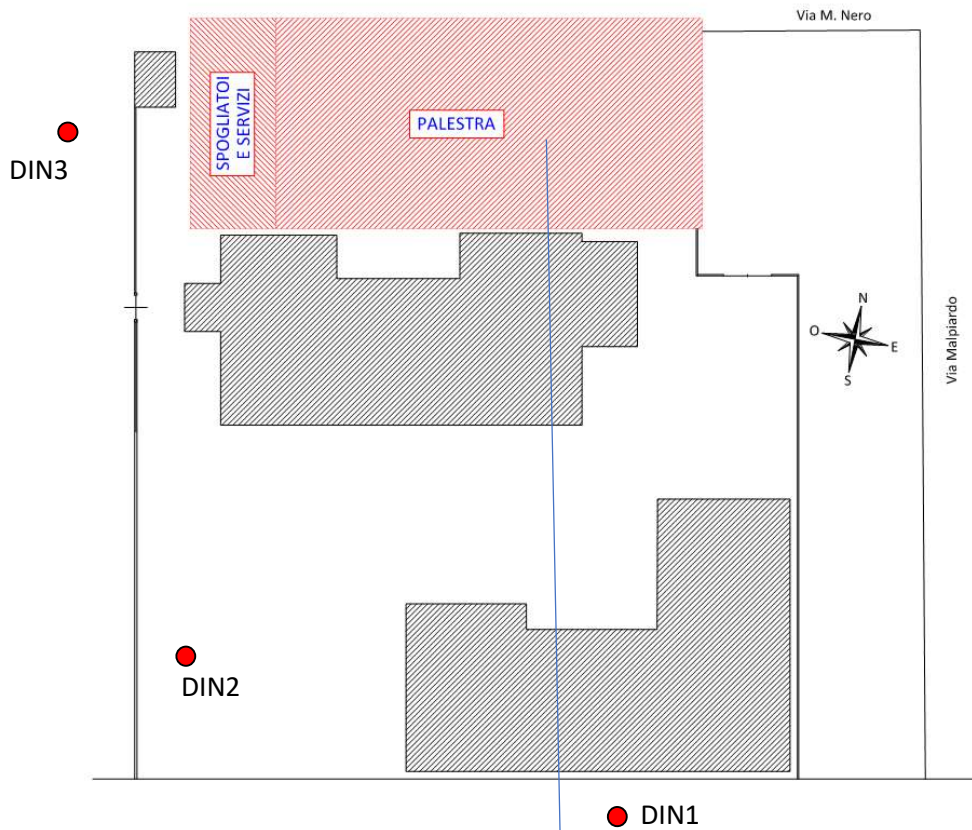 Via M. Nero
SPOGLIATOI
E SERVIZI
PALESTRA
DIN3
N
O
E
S
Via Malpiardo
DIN2
DIN1